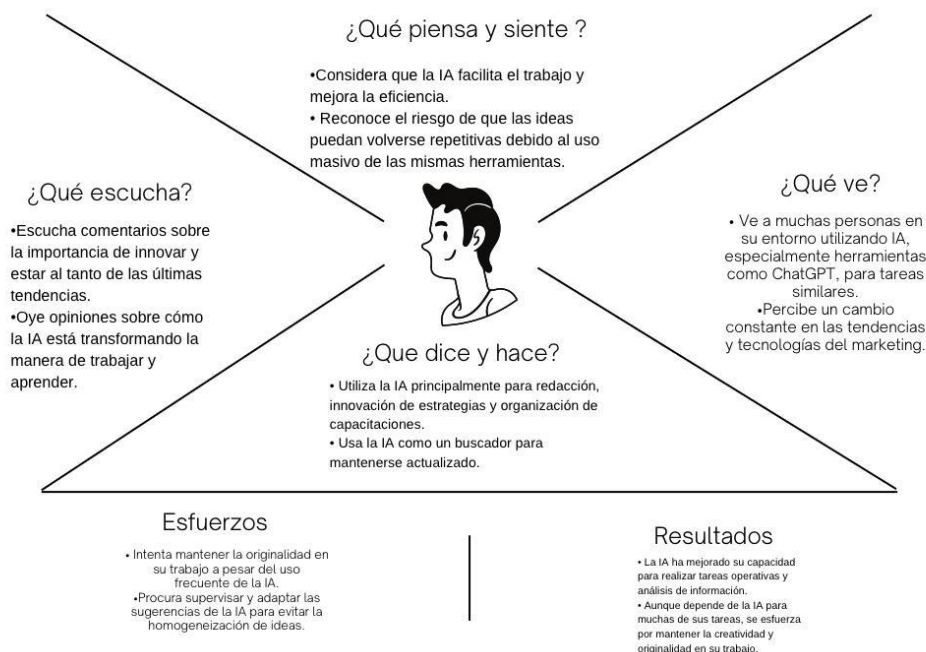 ¿Qué piensa y siente ?
•Considera que la IA facilita el trabajo y
mejora la eficiencia.
• Reconoce el riesgo de que las ideas
puedan volverse repetitivas debido al uso
masivo de las mismas herramientas.
¿Qué escucha?
•Escucha comentarios sobre
la importancia de innovar y
estar al tanto de las últimas
tendencias.
•Oye opiniones sobre cómo
la IA está transformando la
manera de trabajar y
aprender.
¿Qué ve?
• Ve a muchas personas en
su entorno utilizando IA,
especialmente herramientas
como ChatGPT, para tareas
similares.
•Percibe un cambio
constante en las tendencias
y tecnologías del marketing.
¿Que dice y hace?
• Utiliza la IA principalmente para redacción,
innovación de estrategias y organización de
capacitaciones.
• Usa la IA como un buscador para
mantenerse actualizado.
Esfuerzos
• Intenta mantener la originalidad en
su trabajo a pesar del uso
frecuente de la IA.
•Procura supervisar y adaptar las
sugerencias de la IA para evitar la
homogeneización de ideas.
Resultados
• La IA ha mejorado su capacidad
para realizar tareas operativas y
análisis de información.
• Aunque depende de la IA para
muchas de sus tareas, se esfuerza
por mantener la creatividad y
originalidad en su trabajo.